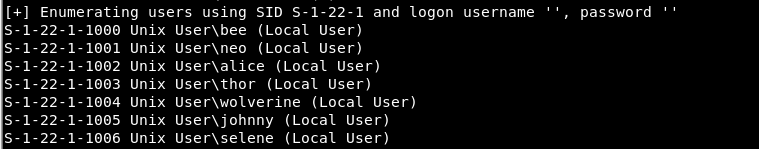 [+] Enumerating users using SID S-1-22-1 and logon username '', password ''
S-1-22-1-1000 Unix User\bee (Local User)
S-1-22-1-1001 Unix User\neo (Local User)
S-1-22-1-1002 Unix User\alice (Local User)
S-1-22-1-1003 Unix User\thor (Local User)
S-1-22-1-1004 Unix User\wolverine (Local User)
S-1-22-1-1005 Unix User\johnny (Local User)
S-1-22-1-1006 Unix User\selene (Local User)